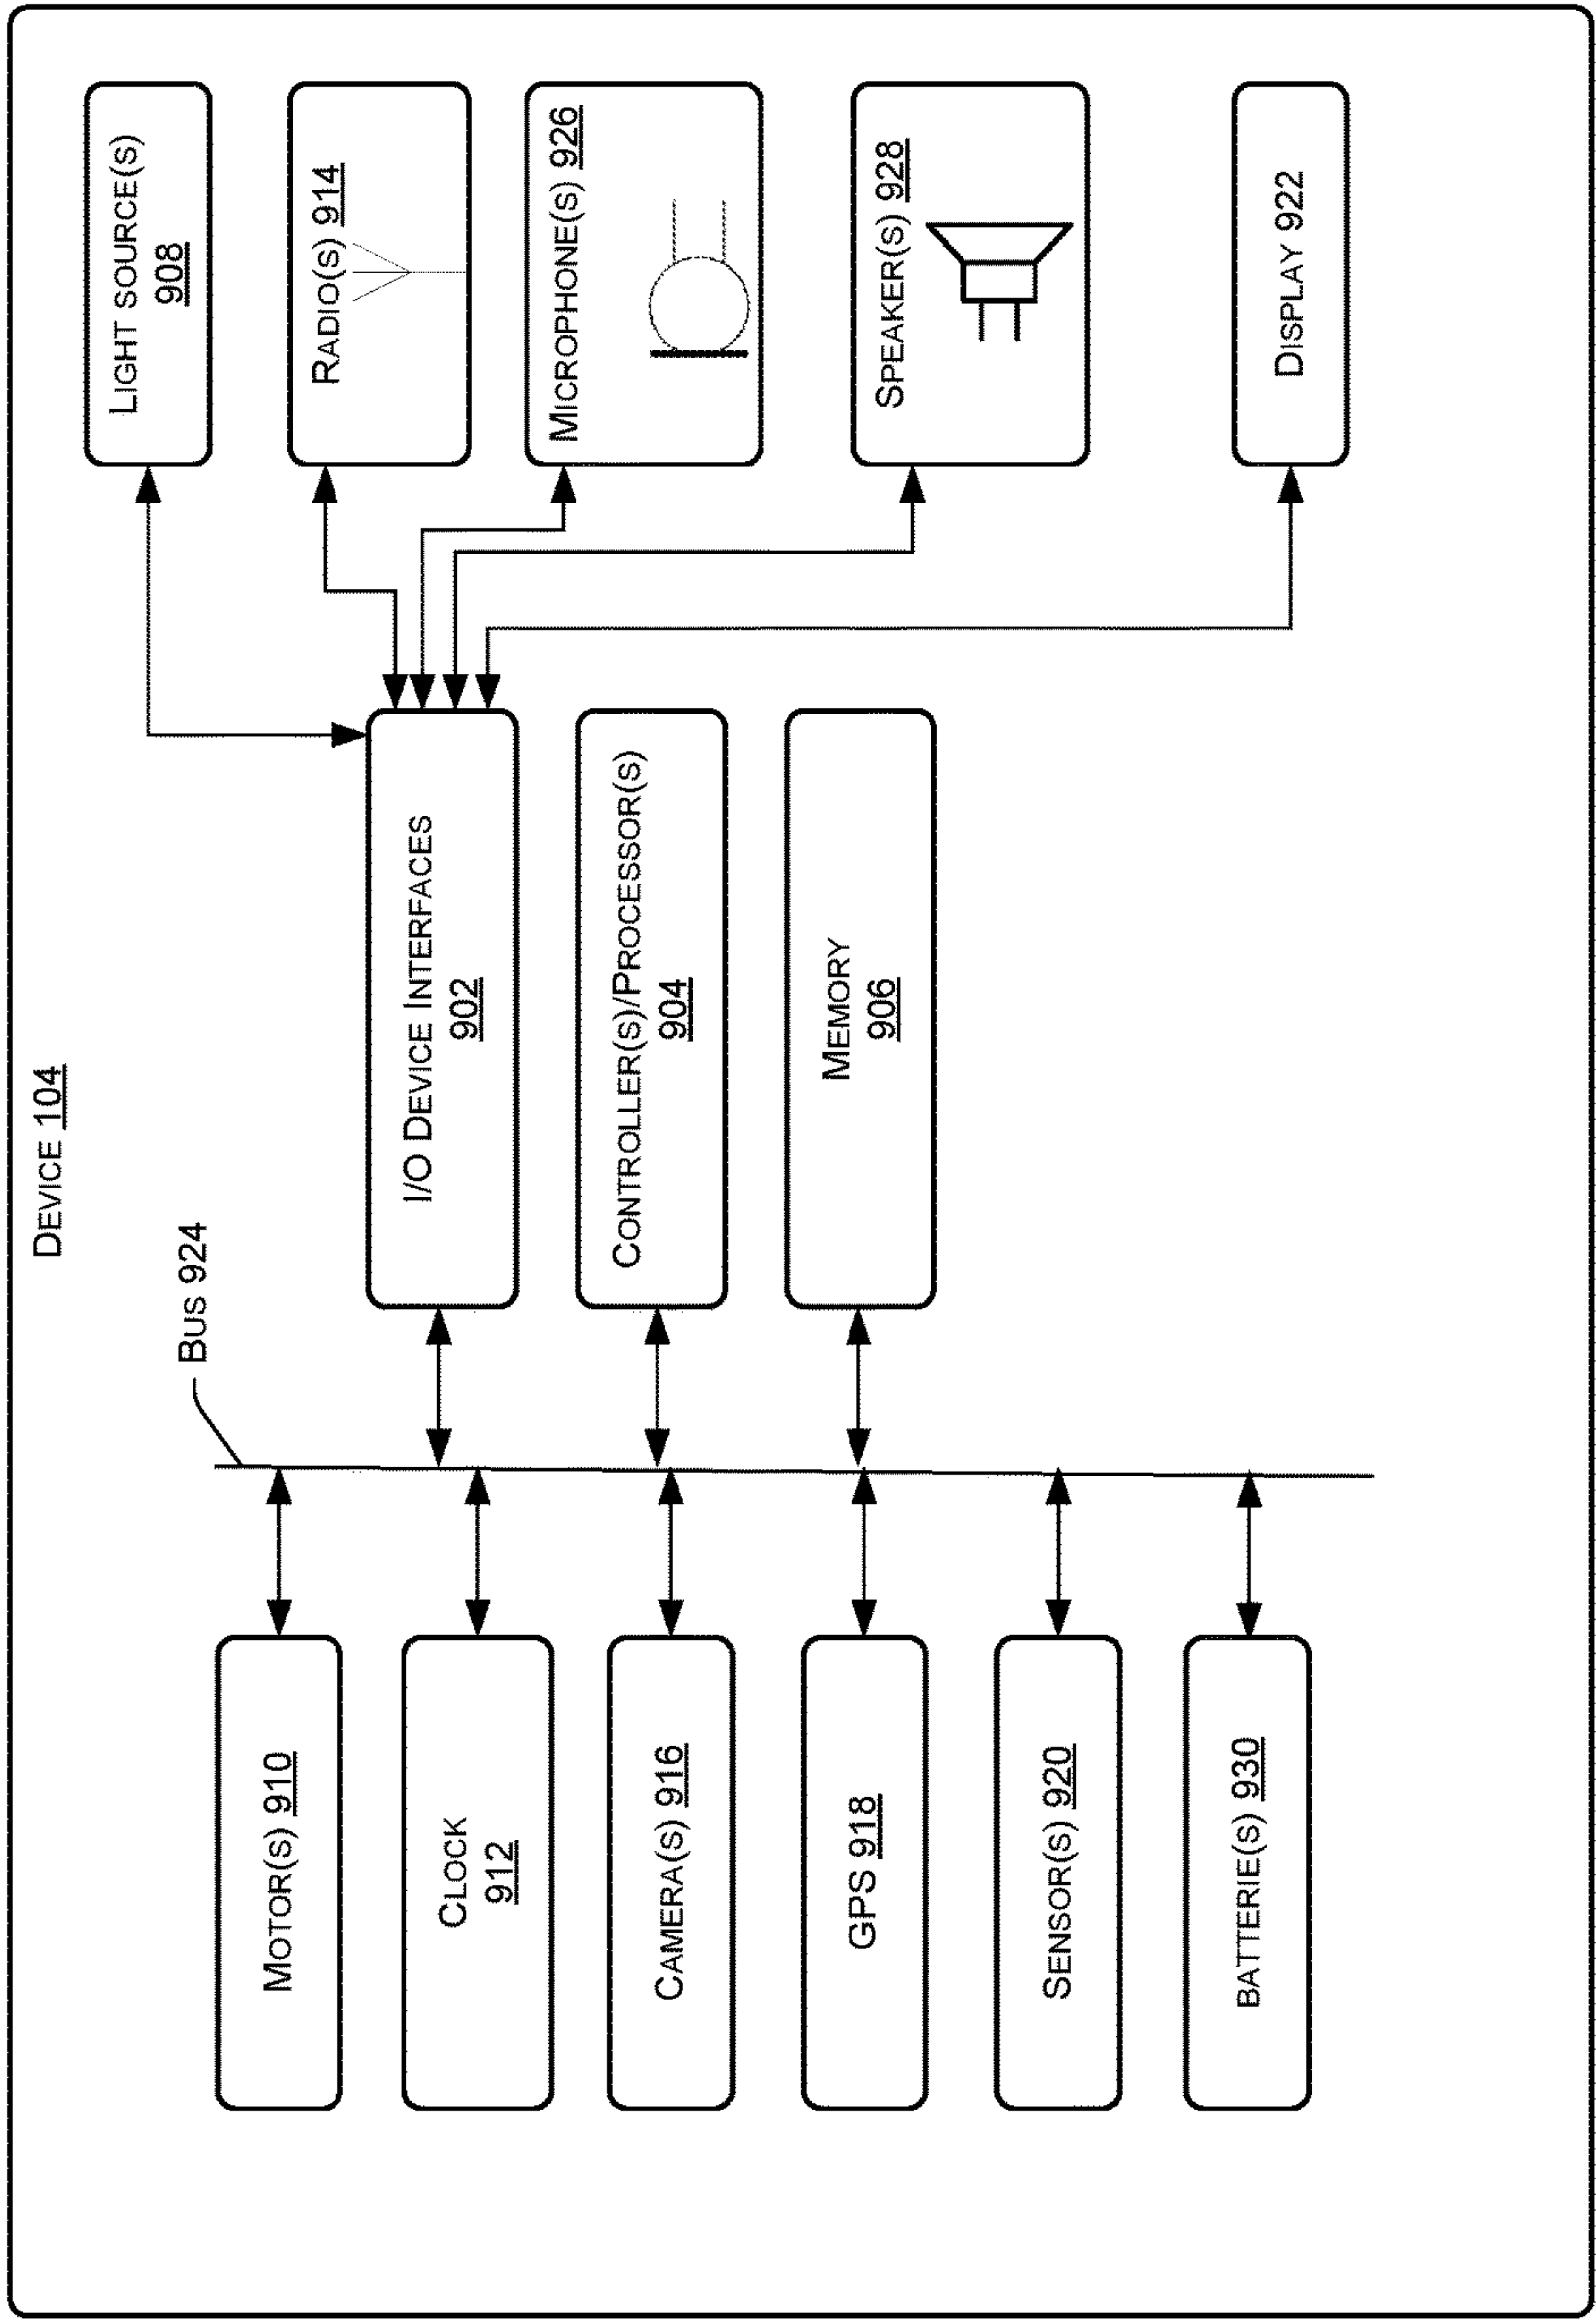 DEVICE 104
BUS 924
MOTOR(S) 910
CLOCK
912
CAMERA(S) 916
GPS 918
SENSOR(S) 920
BATTERIE(S) 930
I/O DEVICE INTERFACES
902
CONTROLLER(S)/PROCESSOR(S)
904
MEMORY
906
LIGHT SOURCE(S)
908
RADIO(S) 914
MICROPHONE(S) 926
SPEAKER(S) 928
DISPLAY 922